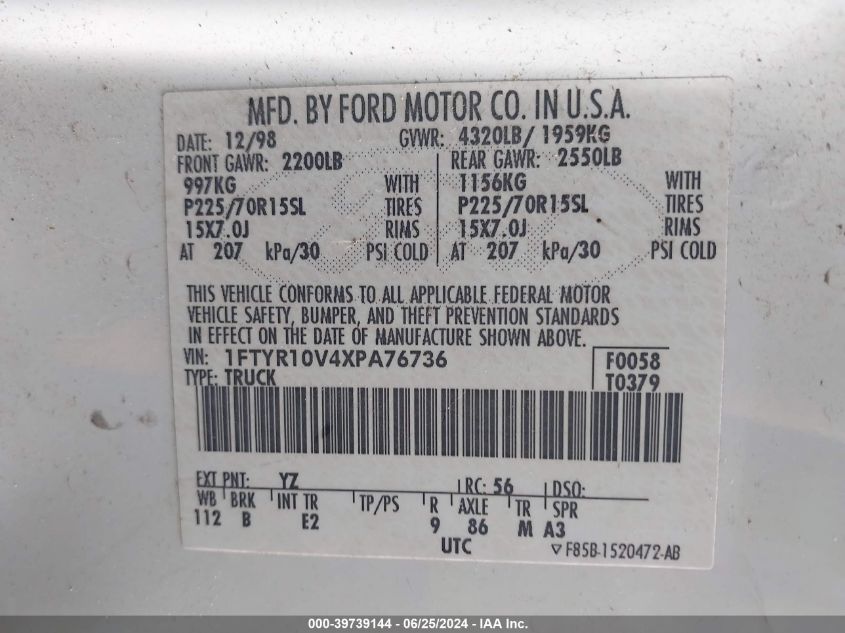 MFD. BY FORD MOTOR CO. IN U.S.A.
DATE: 12/98 GVWR: 4320LB/ 1959KG
FRONT GAWR: 2200LB REAR GAWR: 2550LB
997KG WITH 1156KG WITH
P225/70R15SL TIRES P225/70R15SL TIRES
15X7.0J RIMS 15X7.0J RIMS
AT 207 kPa/30 PSI COLD AT 207 kPa/30 PSI COLD
THIS VEHICLE CONFORMS TO ALL APPLICABLE FEDERAL MOTOR
VEHICLE SAFETY, BUMPER, AND THEFT PREVENTION STANDARDS
IN EFFECT ON THE DATE OF MANUFACTURE SHOWN ABOVE.
VIN: 1FTYR10V4XPA76736 F0058
TYPE: TRUCK T0379
EXT PNT: YZ RC: 56 DSO:
WB BRK INT TR TP/PS R AXLE TR SPR
112 B E2 9 86 M A3
UTC ▽F85B-1520472-AB
000-39739144 - 06/25/2024 - IAA Inc.